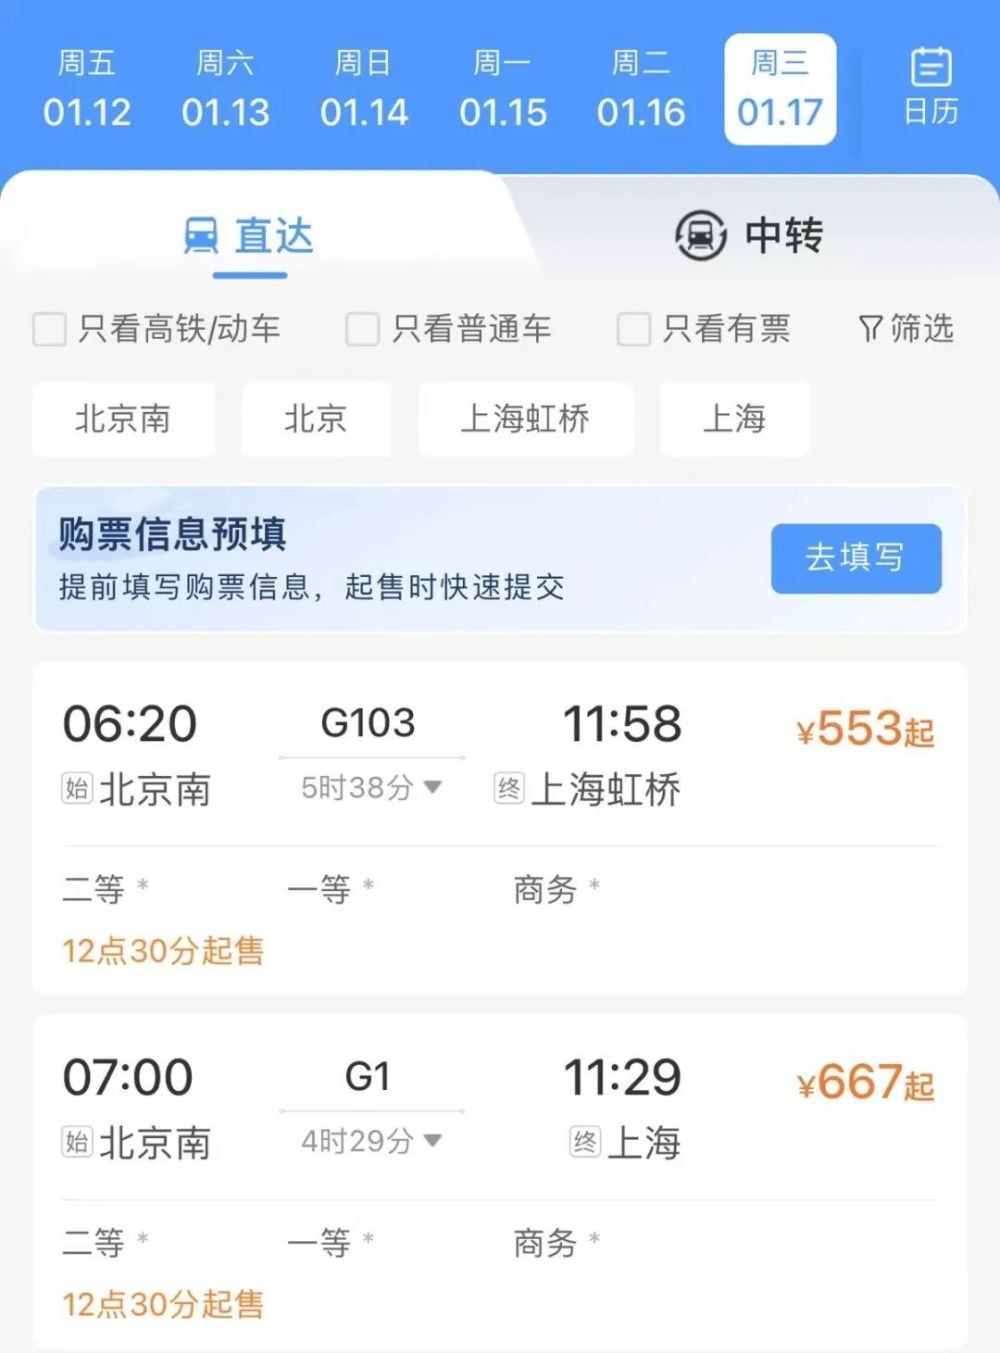 周五 周六 周日 周一 周二 周三
01.12 01.13 01.14 01.15 01.16 01.17 日历
直达 中转
只看高铁/动车 只看普通车 只看有票 筛选
北京南 北京 上海虹桥 上海
购票信息预填
提前填写购票信息，起售时快速提交
去填写
06:20 G103 11:58 ¥553起
始 北京南 5时38分 终 上海虹桥
二等 * 一等 * 商务 *
12点30分起售
07:00 G1 11:29 ¥667起
始 北京南 4时29分 终 上海
二等 * 一等 * 商务 *
12点30分起售